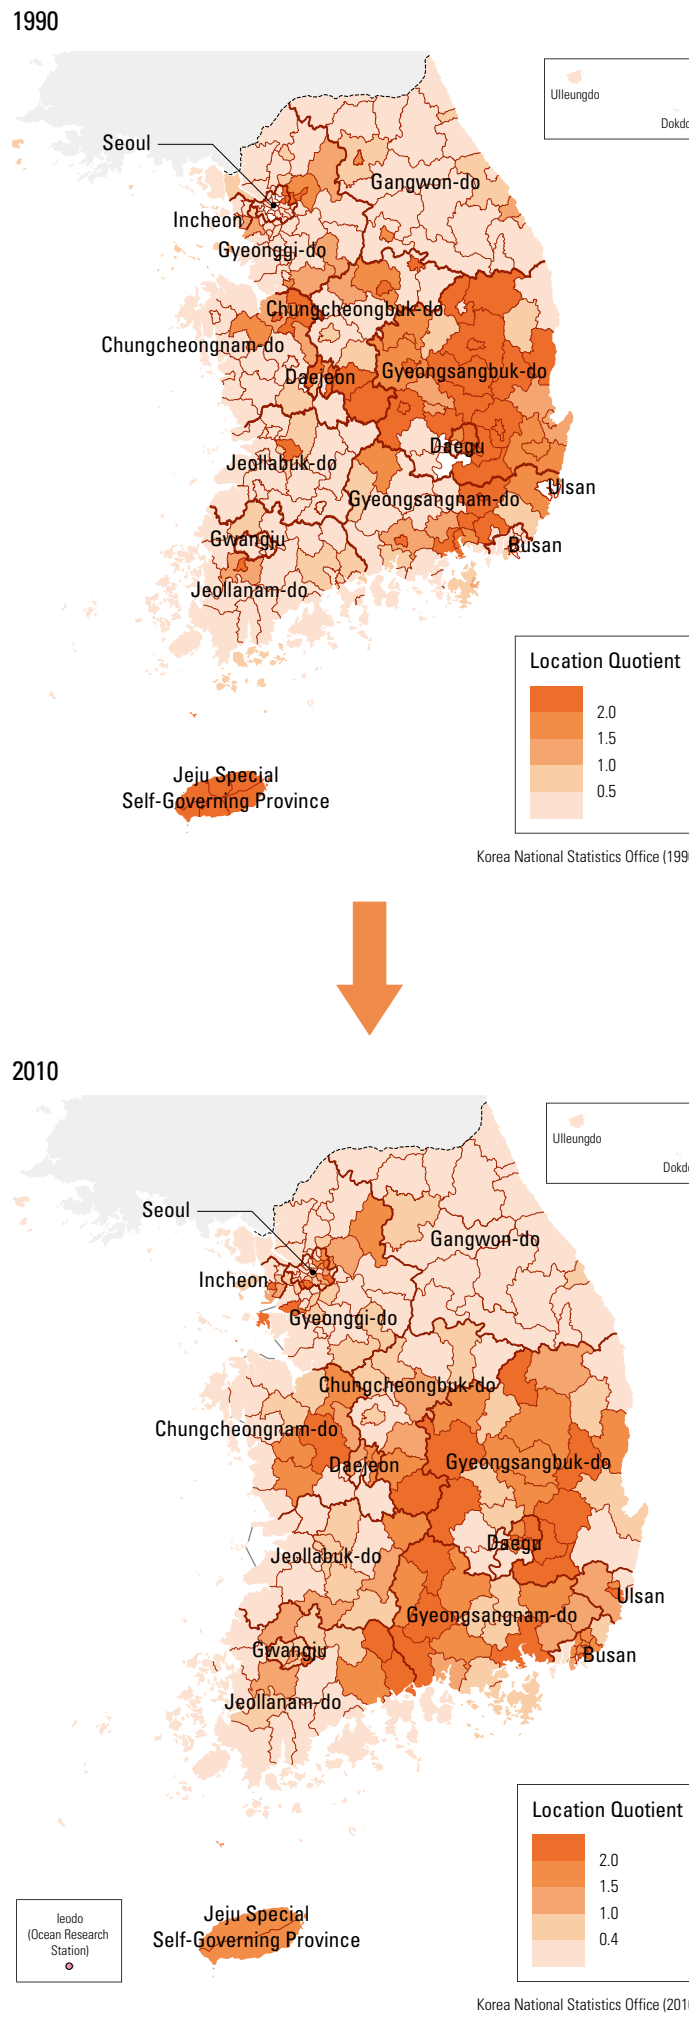 1990
Ulleungdo
Dokdo
Seoul
Gangwon-do
Incheon
Gyeonggi-do
Chungcheongbuk-do
Chungcheongnam-do
Daejeon
Gyeongsangbuk-do
Daegu
Jeollabuk-do
Ulsan
Gyeongsangnam-do
Gwangju
Busan
Jeollanam-do
Location Quotient
2.0
1.5
1.0
0.5
Jeju Special
Self-Governing Province
Korea National Statistics Office (1990
2010
Ulleungdo
Dokdo
Seoul
Gangwon-do
Incheon
Gyeonggi-do
Chungcheongbuk-do
Chungcheongnam-do
Daejeon
Gyeongsangbuk-do
Daegu
Jeollabuk-do
Ulsan
Gyeongsangnam-do
Gwangju
Busan
Jeollanam-do
Location Quotient
2.0
1.5
1.0
0.4
Ieodo
(Ocean Research
Station)
Jeju Special
Self-Governing Province
Korea National Statistics Office (2010